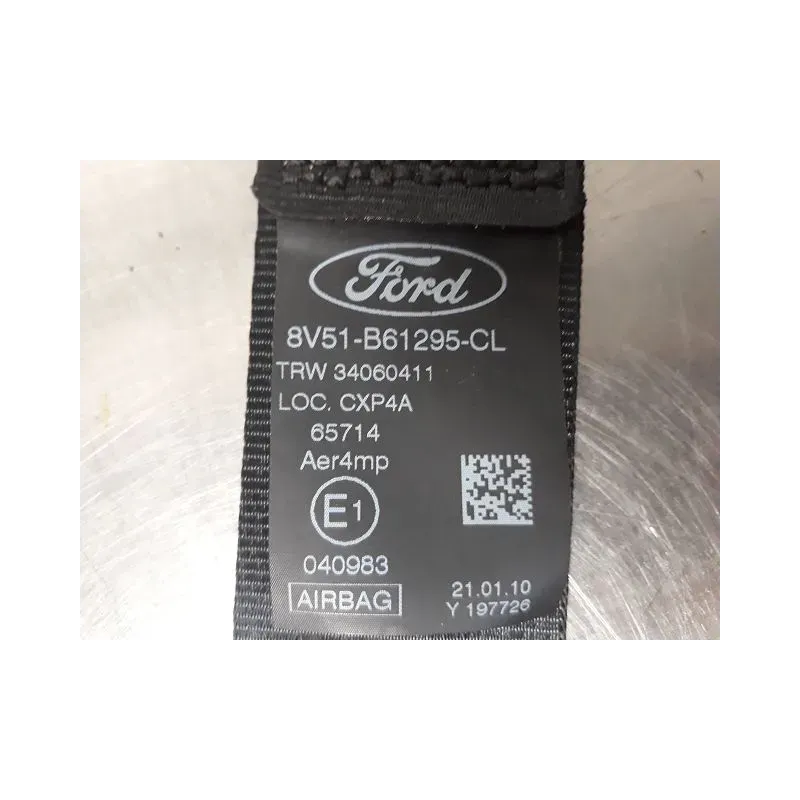 Ford
8V51-B61295-CL
TRW 34060411
LOC. CXP4A
65714
Aer4mp
E1
040983
AIRBAG
21.01.10
Y 197726